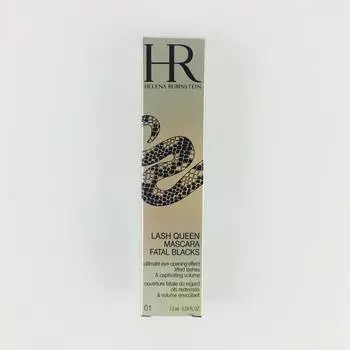 HR
HELENA RUBINSTEIN
LASH QUEEN
MASCARA
FATAL BLACKS
ultimate eye opening effect
lifted lashes
& captivating volume
ouverture fatale du regard
cils redressés
& volume envoûtant
01